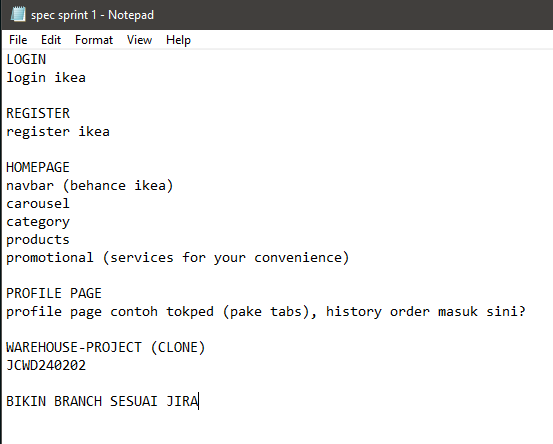 spec sprint 1 - Notepad
File Edit Format View Help
LOGIN
login ikea
REGISTER
register ikea
HOMEPAGE
navbar (behance ikea)
carousel
category
products
promotional (services for your convenience)
PROFILE PAGE
profile page contoh tokped (pake tabs), history order masuk sini?
WAREHOUSE-PROJECT (CLONE)
JCWD240202
BIKIN BRANCH SESUAI JIRA